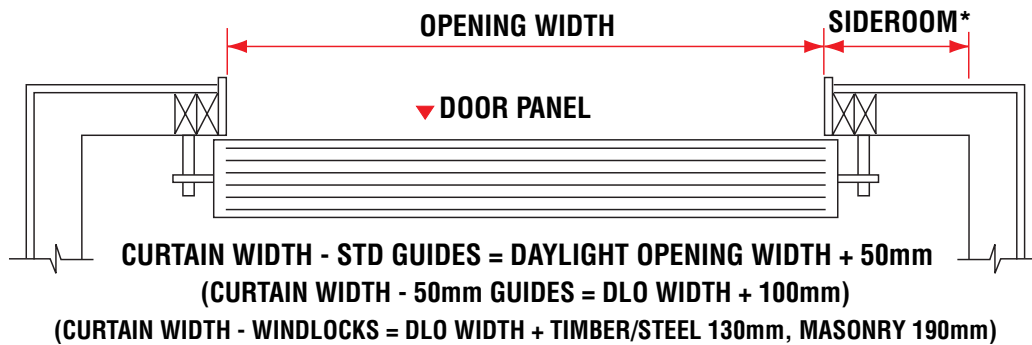 OPENING WIDTH
SIDEROOM*
DOOR PANEL
CURTAIN WIDTH - STD GUIDES = DAYLIGHT OPENING WIDTH + 50mm
(CURTAIN WIDTH - 50mm GUIDES = DLO WIDTH + 100mm)
(CURTAIN WIDTH - WINDLOCKS = DLO WIDTH + TIMBER/STEEL 130mm, MASONRY 190mm)